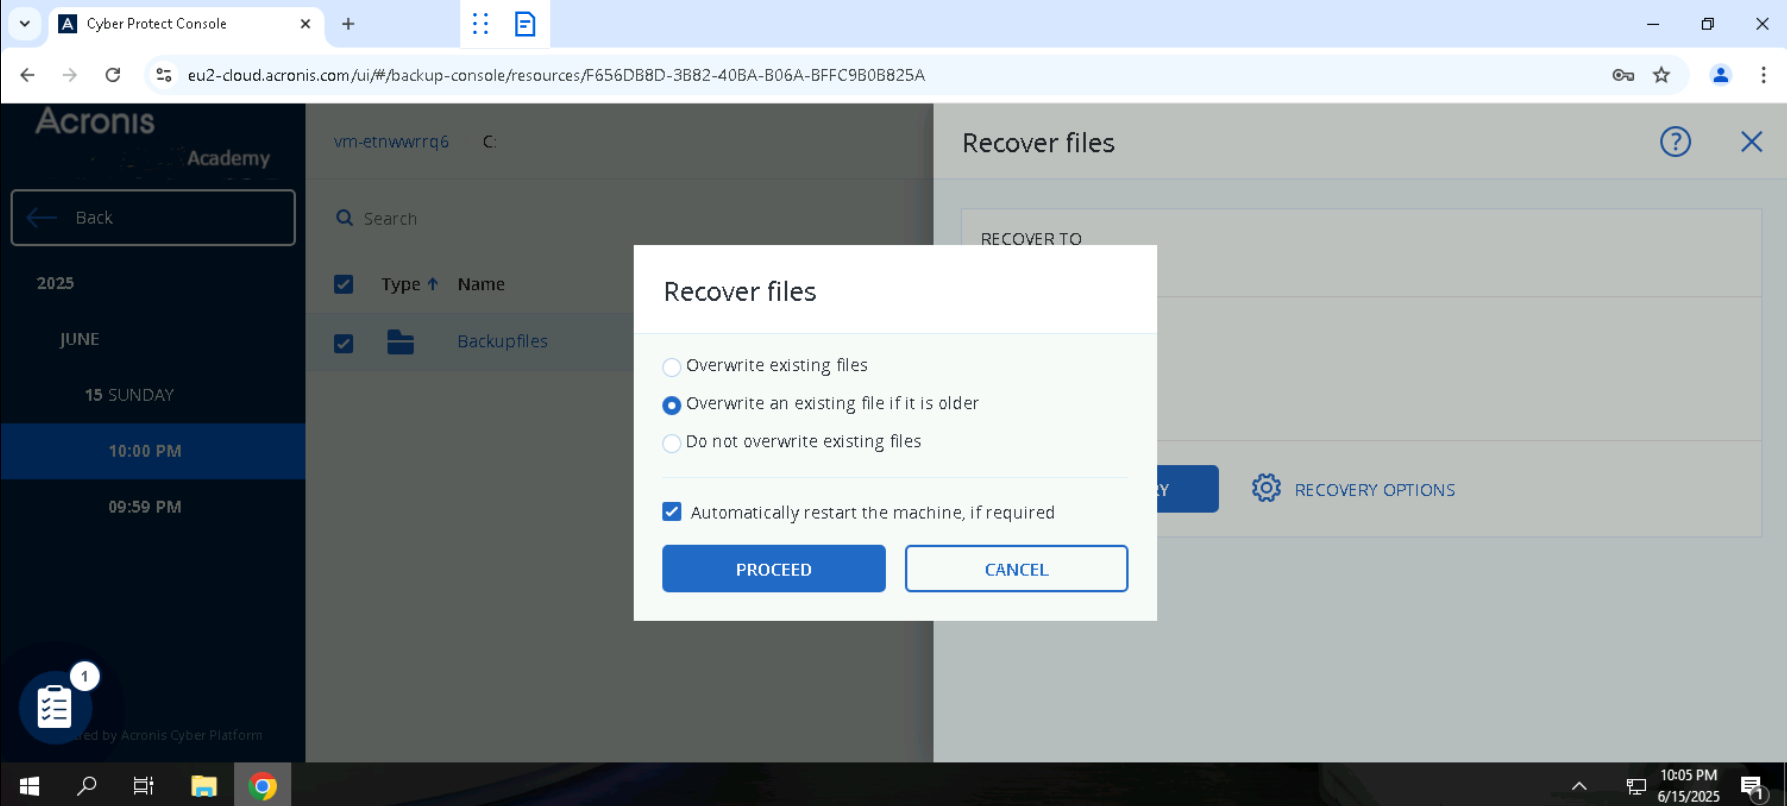 Cyber Protect Console
eu2-cloud.acronis.com/ui/#/backup-console/resources/F656DB8D-3B82-40BA-B06A-BFFC9B0B825A
Acronis
Academy
Back
2025
JUNE
15 SUNDAY
10:00 PM
09:59 PM
1
by Acronis Cyber Platform
vm-etnwwrrq6 C:
Search
Type Name
Backupfiles
Recover files
RECOVER TO
RECOVERY OPTIONS
Recover files
Overwrite existing files
Overwrite an existing file if it is older
Do not overwrite existing files
Automatically restart the machine, if required
PROCEED CANCEL
10:05 PM
6/15/2025
1